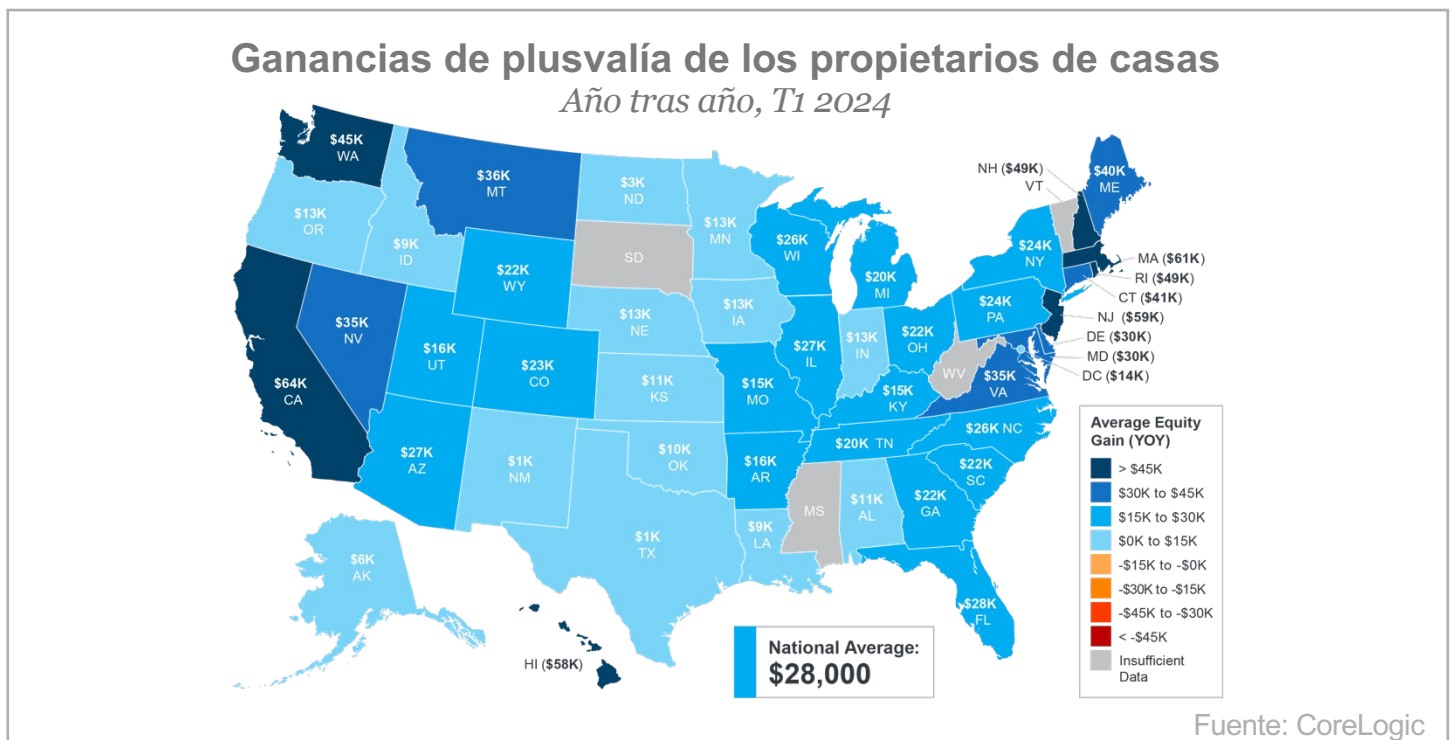 Ganancias de plusvalía de los propietarios de casas
Año tras año, T1 2024
$45K
WA
$36K
MT
$3K
ND
$13K
MN
NH ($49K)
VT
$40K
ME
$13K
OR
$9K
ID
SD
$26K
WI
$20K
MI
$24K
NY
MA ($61K)
RI ($49K)
CT ($41K)
NJ ($59K)
DE ($30K)
MD ($30K)
DC ($14K)
$22K
WY
$13K
NE
$13K
IA
$24K
PA
$35K
NV
$16K
UT
$23K
CO
$27K
IL
$13K
IN
$22K
OH
WV
$35K
VA
$64K
CA
$11K
KS
$15K
MO
$15K
KY
$27K
AZ
$1K
NM
$10K
OK
$16K
AR
$20K TN
$26K NC
$22K
SC
MS
$11K
AL
$22K
GA
$1K
TX
$9K
LA
$28K
FL
$6K
AK
HI ($58K)
National Average:
$28,000
Average Equity
Gain (YOY)
> $45K
$30K to $45K
$15K to $30K
$0K to $15K
-$15K to -$0K
-$30K to -$15K
-$45K to -$30K
< -$45K
Insufficient
Data
Fuente: CoreLogic